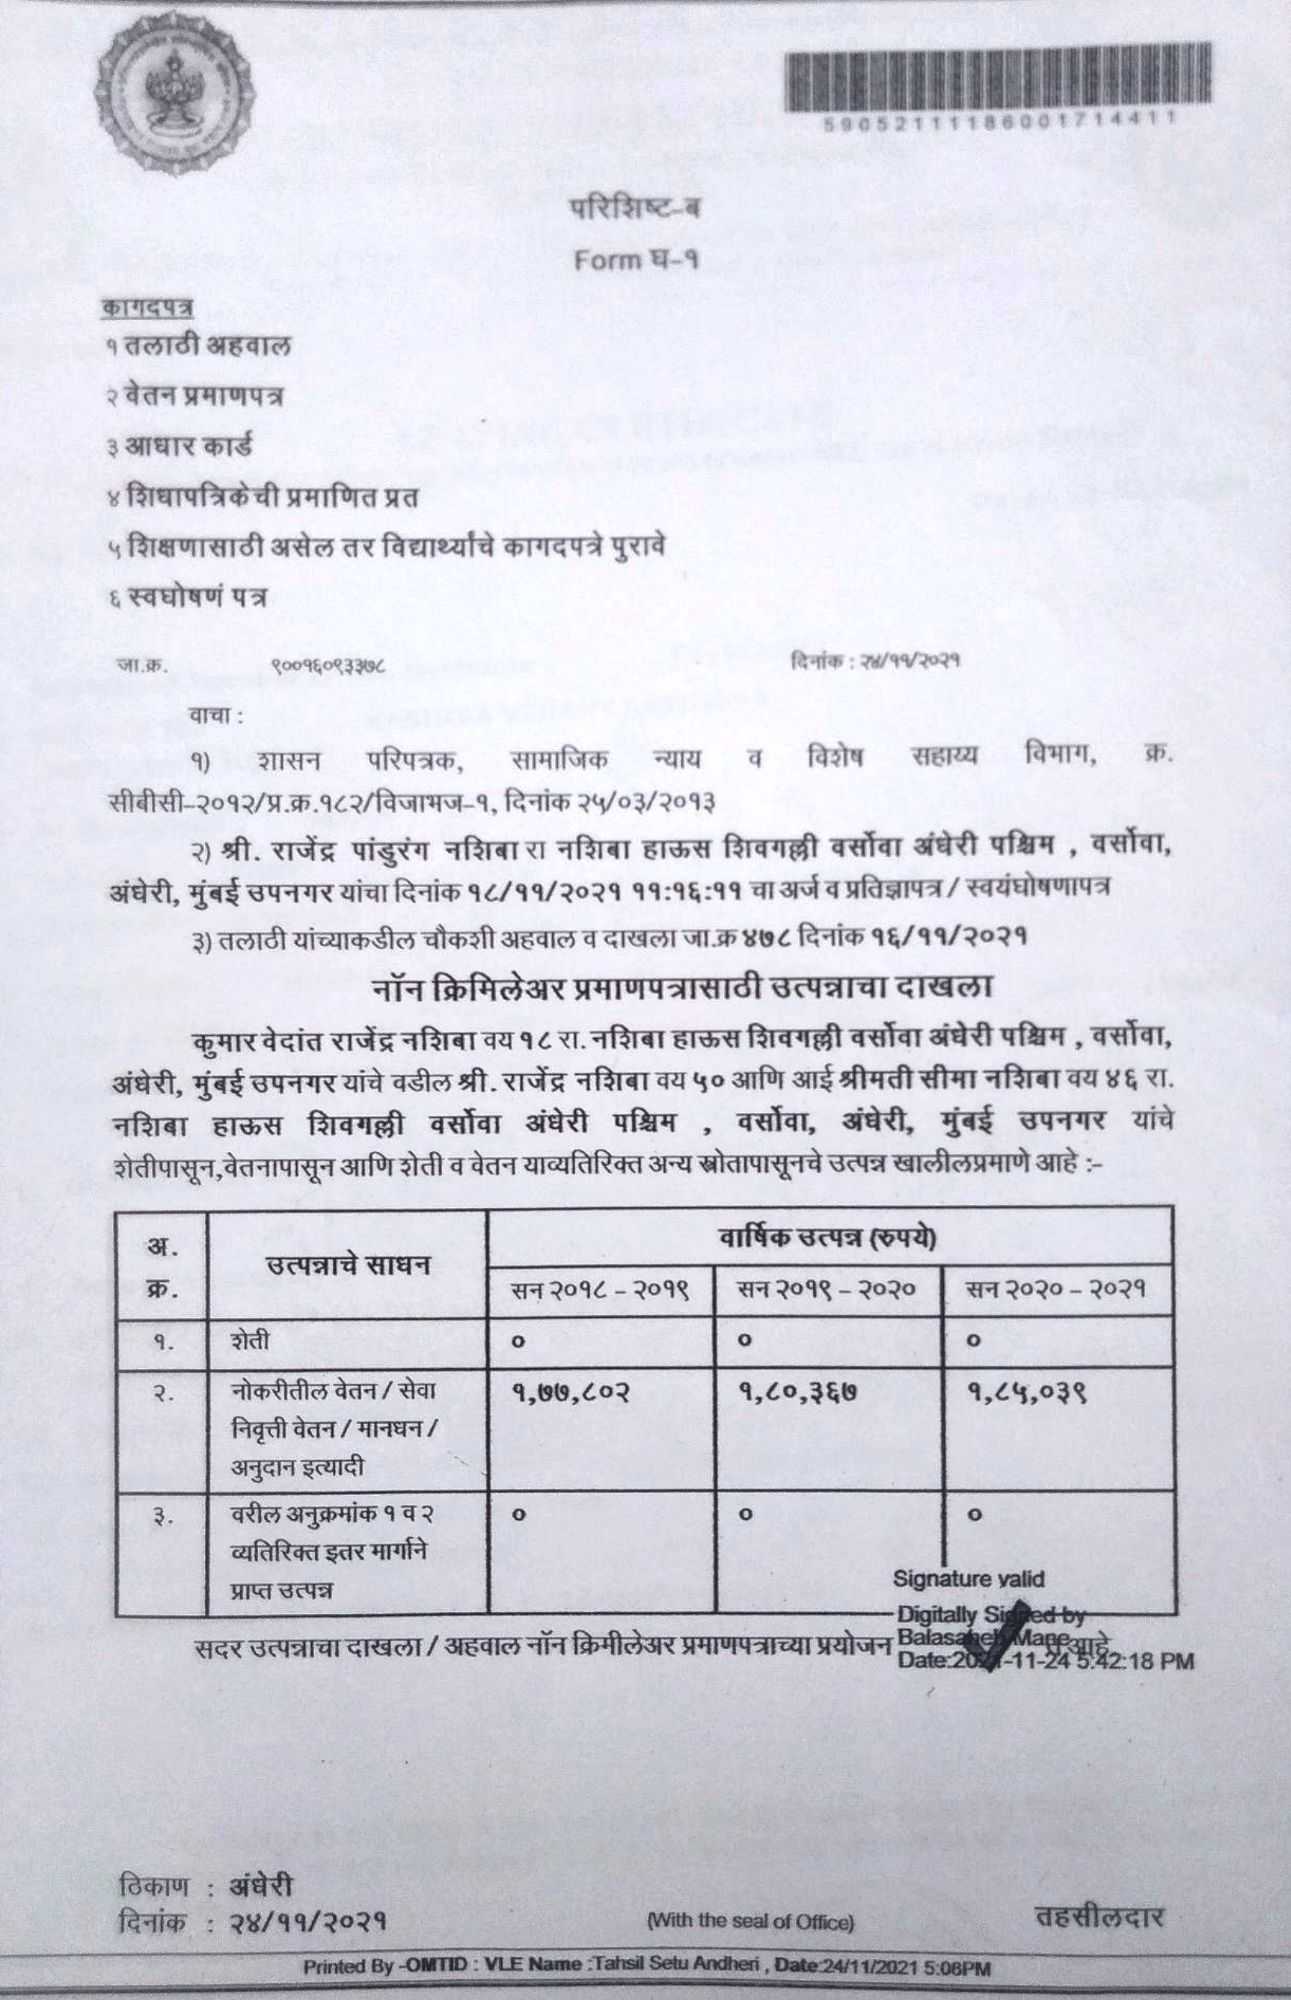 59052111186001714411
परिशिष्ट-ब
Form घ-१
कागदपत्र
१ तलाठी अहवाल
२ वेतन प्रमाणपत्र
३ आधार कार्ड
४ शिधापत्रिकेची प्रमाणित प्रत
५ शिक्षणासाठी असेल तर विद्यार्थ्यांचे कागदपत्रे पुरावे
६ स्वघोषणं पत्र
जा.क्र. ९००१६०९३३७८ दिनांक : २४/११/२०२१
वाचा :
१) शासन परिपत्रक, सामाजिक न्याय व विशेष सहाय्य विभाग, क्र.
सीबीसी-२०१२/प्र.क्र.१८२/विजाभज-१, दिनांक २५/०३/२०१३
२) श्री. राजेंद्र पांडुरंग नशिबा रा नशिबा हाऊस शिवगल्ली वर्सोवा अंधेरी पश्चिम , वर्सोवा,
अंधेरी, मुंबई उपनगर यांचा दिनांक १८/११/२०२१ ११:१६:११ चा अर्ज व प्रतिज्ञापत्र / स्वयंघोषणापत्र
३) तलाठी यांच्याकडील चौकशी अहवाल व दाखला जा.क्र ४७८ दिनांक १६/११/२०२१
नॉन क्रिमिलेअर प्रमाणपत्रासाठी उत्पन्नाचा दाखला
कुमार वेदांत राजेंद्र नशिबा वय १८ रा. नशिबा हाऊस शिवगल्ली वर्सोवा अंधेरी पश्चिम , वर्सोवा,
अंधेरी, मुंबई उपनगर यांचे वडील श्री. राजेंद्र नशिबा वय ५० आणि आई श्रीमती सीमा नशिबा वय ४६ रा.
नशिबा हाऊस शिवगल्ली वर्सोवा अंधेरी पश्चिम , वर्सोवा, अंधेरी, मुंबई उपनगर यांचे
शेतीपासून,वेतनापासून आणि शेती व वेतन याव्यतिरिक्त अन्य स्त्रोतापासूनचे उत्पन्न खालीलप्रमाणे आहे :-
अ. क्र. उत्पन्नाचे साधन वार्षिक उत्पन्न (रुपये)
सन २०१८ - २०१९ सन २०१९ - २०२० सन २०२० - २०२१
१. शेती ० ० ०
२. नोकरीतील वेतन / सेवा १,७७,८०२ १,८०,३६७ १,८५,०३९
निवृत्ती वेतन / मानधन /
अनुदान इत्यादी
३. वरील अनुक्रमांक १ व २ ० ० ०
व्यतिरिक्त इतर मार्गाने
प्राप्त उत्पन्न
Signature valid
Digitally Signed by
Balasaheb Mane
Date:2021-11-24 5:42:18 PM
सदर उत्पन्नाचा दाखला / अहवाल नॉन क्रिमीलेअर प्रमाणपत्राच्या प्रयोजन आहे
ठिकाण : अंधेरी
दिनांक : २४/११/२०२१ (With the seal of Office) तहसीलदार
Printed By -OMTID : VLE Name :Tahsil Setu Andheri , Date:24/11/2021 5:08PM